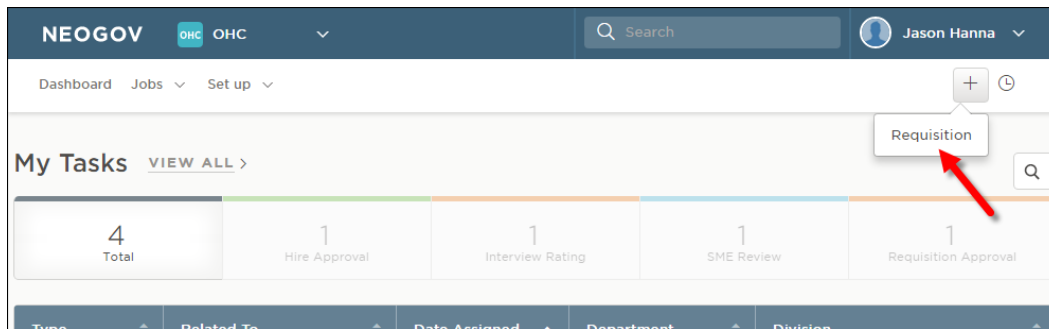 NEOGOV OHC OHC Search Jason Hanna
Dashboard Jobs Set up +
Requisition
My Tasks VIEW ALL >
4 1 1 1 1
Total Hire Approval Interview Rating SME Review Requisition Approval
Type Related To Date Assigned Department Division